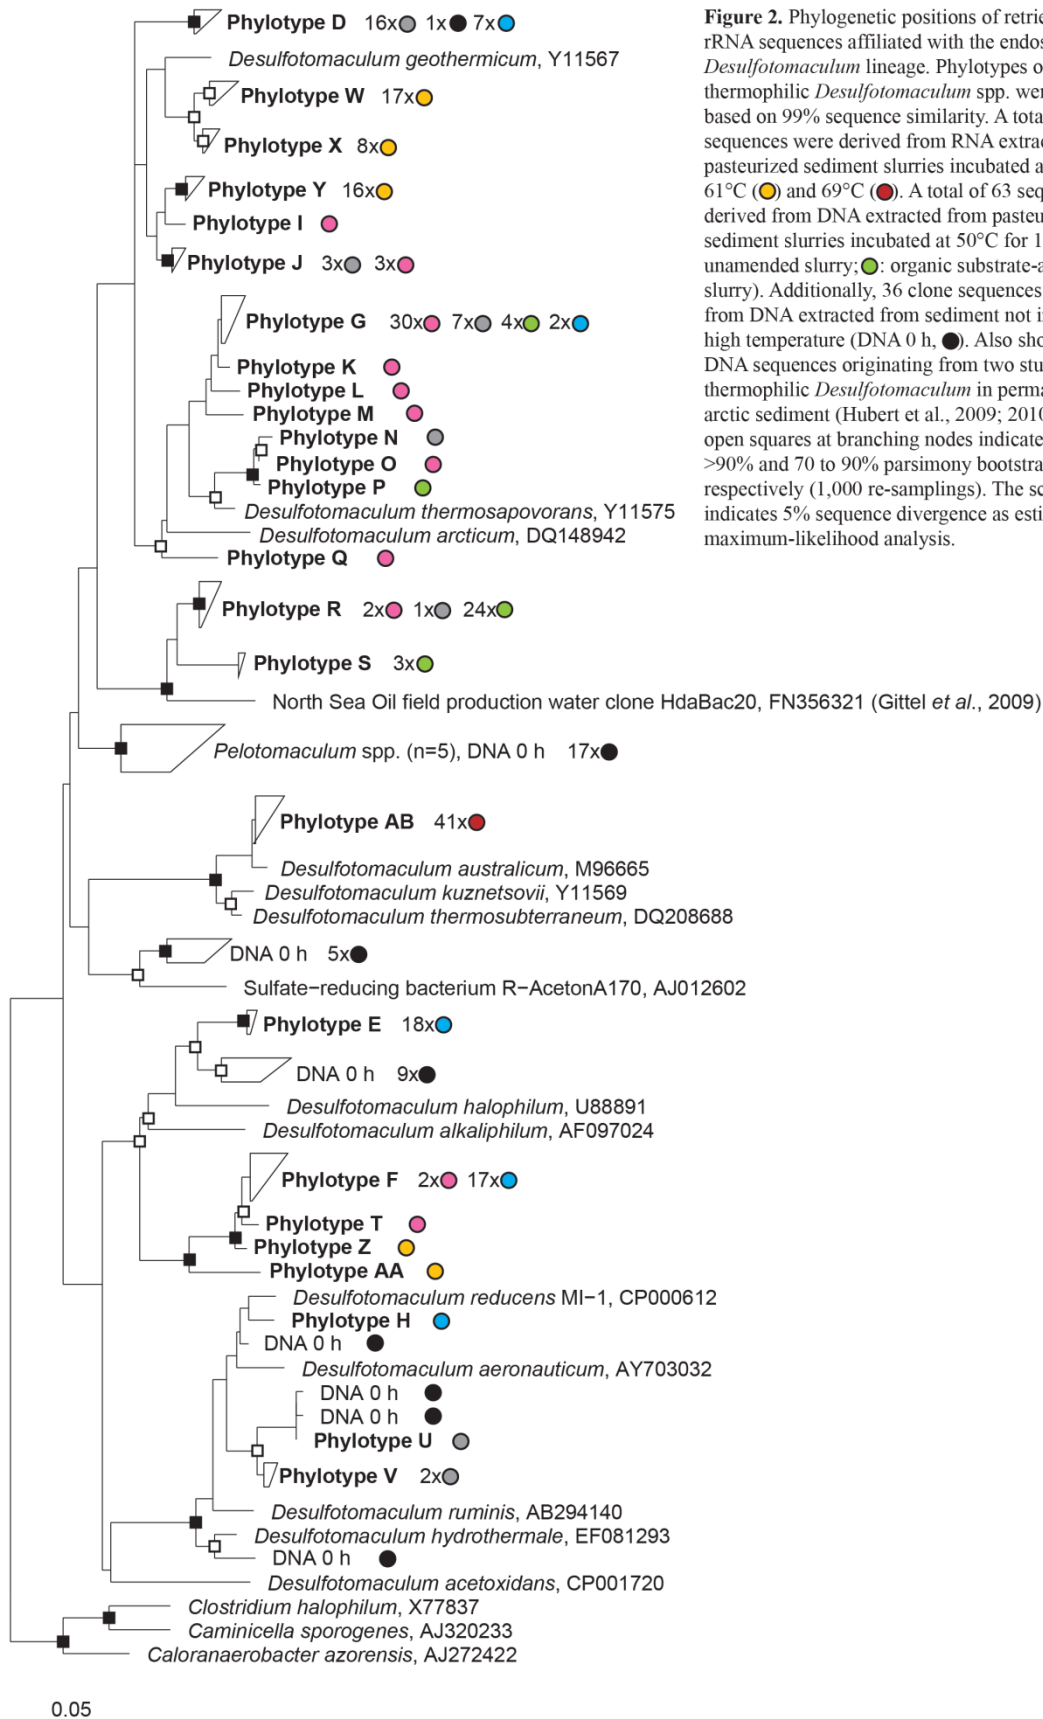 Phylotype D 16x 1x 7x
Desulfotomaculum geothermicum, Y11567
Phylotype W 17x
Phylotype X 8x
Phylotype Y 16x
Phylotype I
Phylotype J 3x 3x
Phylotype G 30x 7x 4x 2x
Phylotype K
Phylotype L
Phylotype M
Phylotype N
Phylotype O
Phylotype P
Desulfotomaculum thermosapovorans, Y11575
Desulfotomaculum arcticum, DQ148942
Phylotype Q
Phylotype R 2x 1x 24x
Phylotype S 3x
North Sea Oil field production water clone HdaBac20, FN356321 (Gittel et al., 2009)
Pelotomaculum spp. (n=5), DNA 0 h 17x
Phylotype AB 41x
Desulfotomaculum australicum, M96665
Desulfotomaculum kuznetsovii, Y11569
Desulfotomaculum thermosubterraneum, DQ208688
DNA 0 h 5x
Sulfate−reducing bacterium R−AcetonA170, AJ012602
Phylotype E 18x
DNA 0 h 9x
Desulfotomaculum halophilum, U88891
Desulfotomaculum alkaliphilum, AF097024
Phylotype F 2x 17x
Phylotype T
Phylotype Z
Phylotype AA
Desulfotomaculum reducens MI−1, CP000612
Phylotype H
DNA 0 h
Desulfotomaculum aeronauticum, AY703032
DNA 0 h
DNA 0 h
Phylotype U
Phylotype V 2x
Desulfotomaculum ruminis, AB294140
Desulfotomaculum hydrothermale, EF081293
DNA 0 h
Desulfotomaculum acetoxidans, CP001720
Clostridium halophilum, X77837
Caminicella sporogenes, AJ320233
Caloranaerobacter azorensis, AJ272422
0.05
Figure 2. Phylogenetic positions of retrie
rRNA sequences affiliated with the endos
Desulfotomaculum lineage. Phylotypes o
thermophilic Desulfotomaculum spp. wer
based on 99% sequence similarity. A tota
sequences were derived from RNA extrac
pasteurized sediment slurries incubated a
61°C ( ) and 69°C ( ). A total of 63 seq
derived from DNA extracted from pasteu
sediment slurries incubated at 50°C for 1
unamended slurry; : organic substrate-a
slurry). Additionally, 36 clone sequences
from DNA extracted from sediment not i
high temperature (DNA 0 h, ). Also sho
DNA sequences originating from two stu
thermophilic Desulfotomaculum in perma
arctic sediment (Hubert et al., 2009; 2010
open squares at branching nodes indicate
>90% and 70 to 90% parsimony bootstra
respectively (1,000 re-samplings). The sc
indicates 5% sequence divergence as esti
maximum-likelihood analysis.